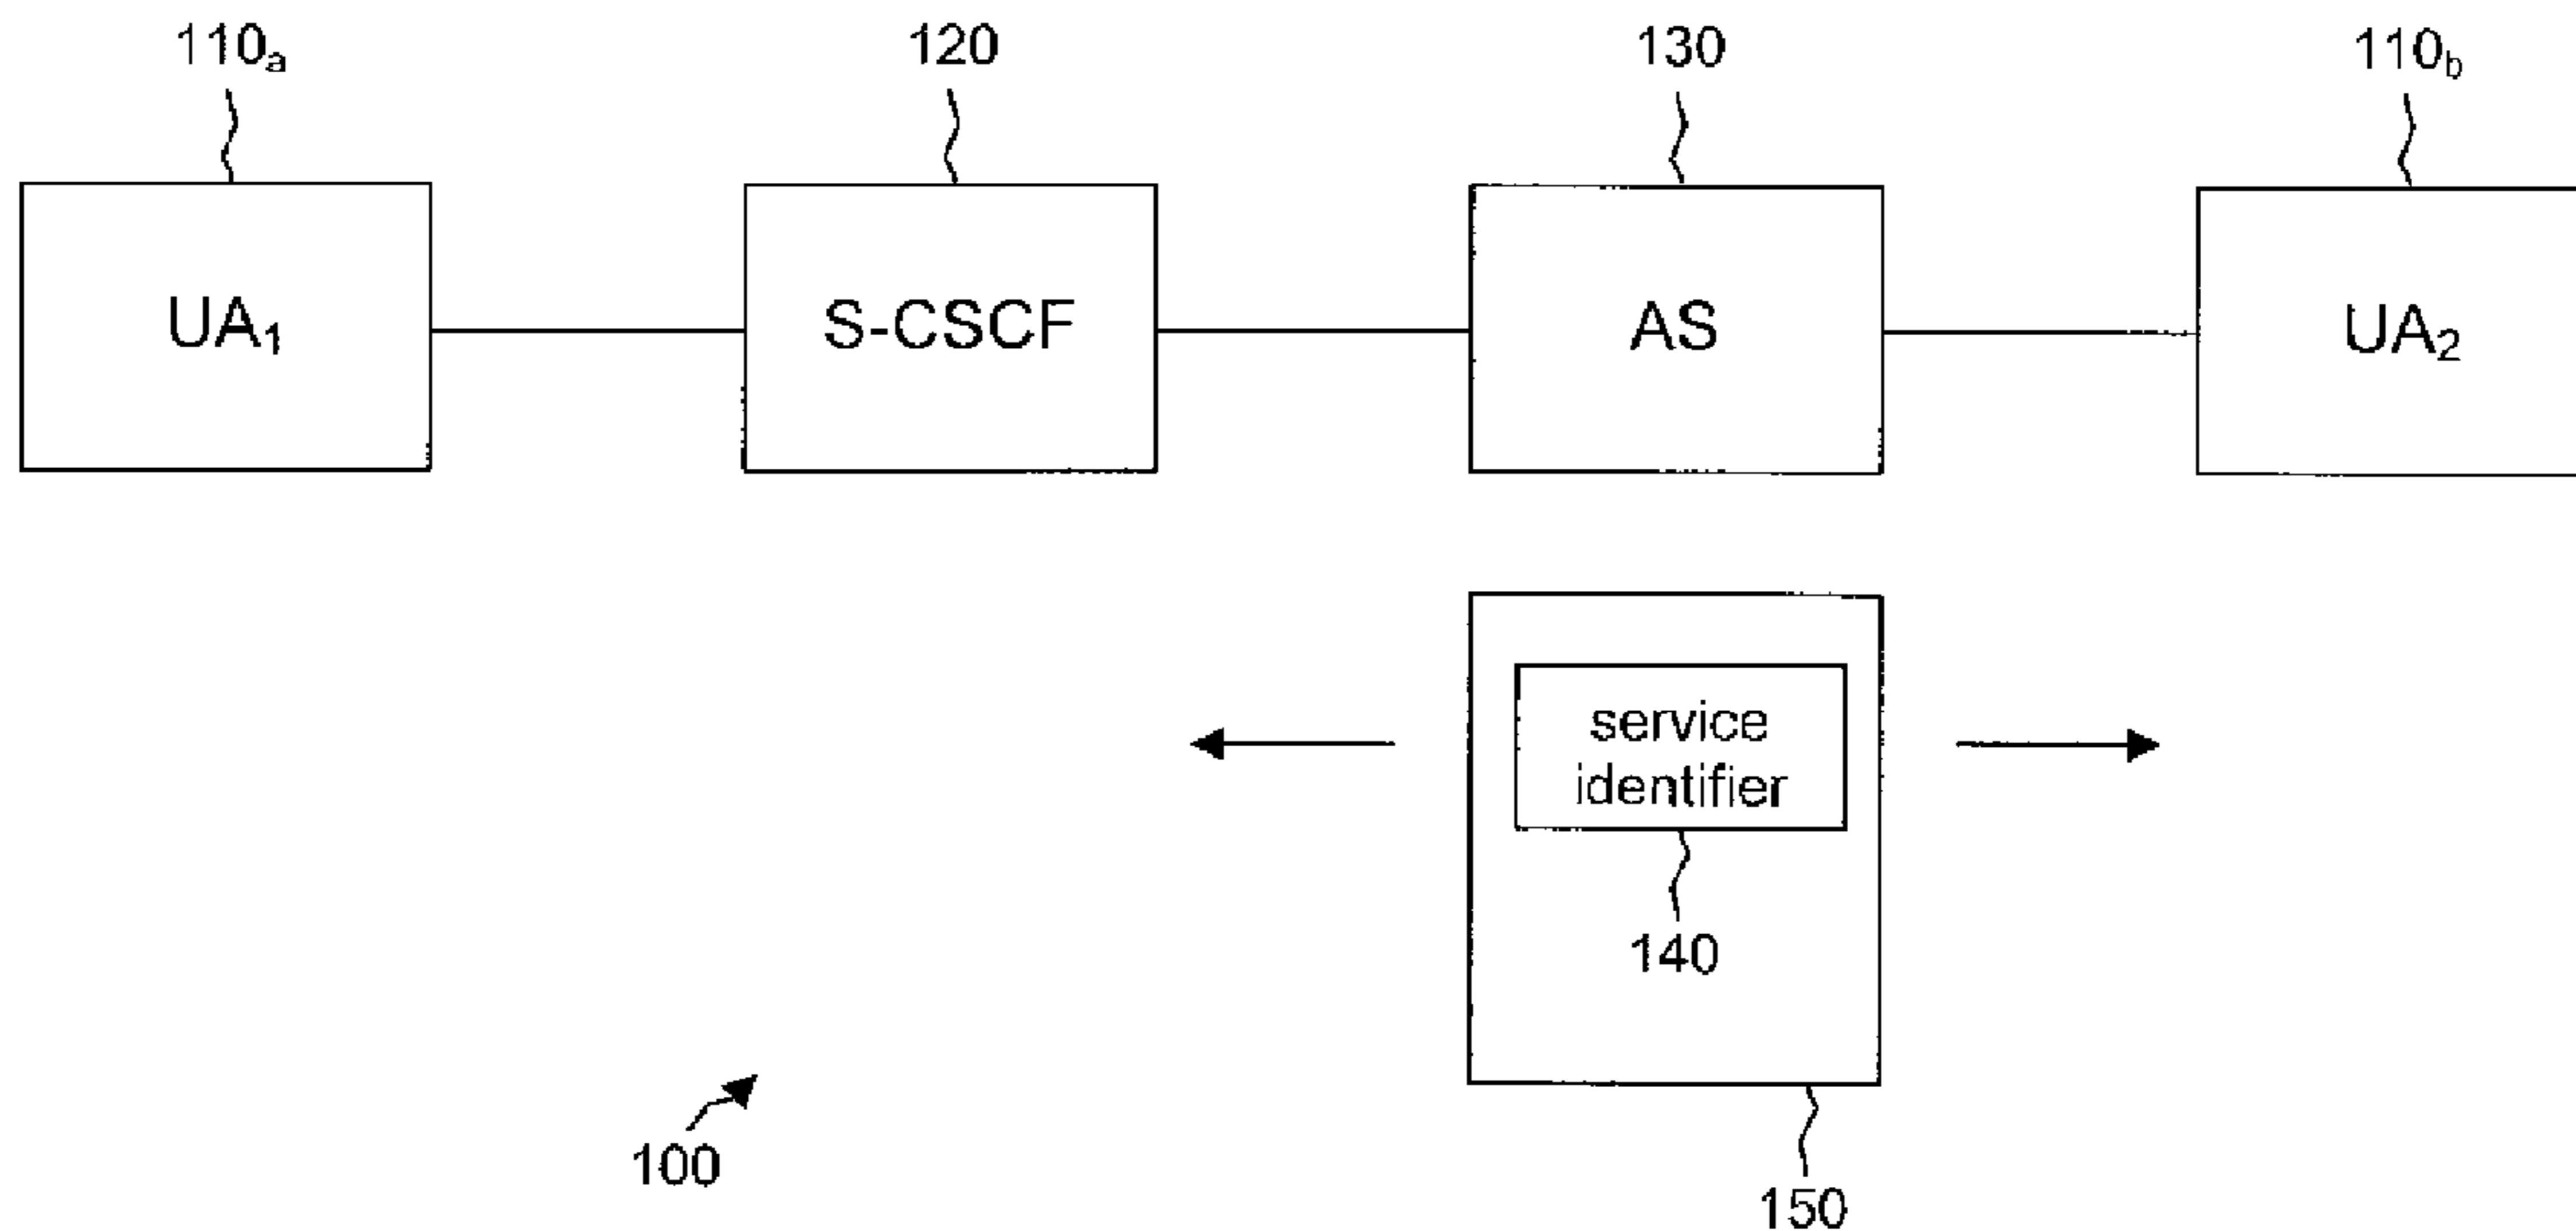 110a
120
130
110b
UA1
S-CSCF
AS
UA2
service
identifier
140
100
150